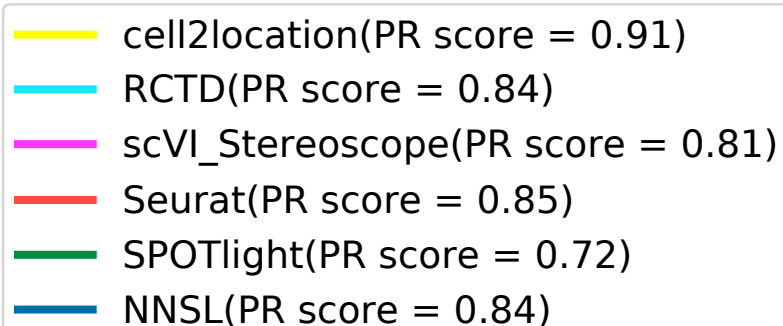 cell2location(PR score = 0.91)
RCTD(PR score = 0.84)
scVI_Stereoscope(PR score = 0.81)
Seurat(PR score = 0.85)
SPOTlight(PR score = 0.72)
NNSL(PR score = 0.84)